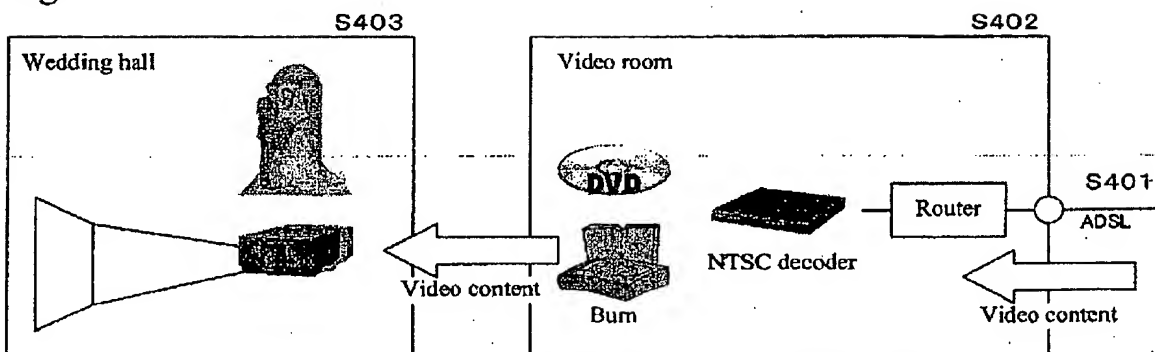 S403
S402
Wedding hall
Video room
DVD
S401
Router
ADSL
NTSC decoder
Video content
Burn
Video content